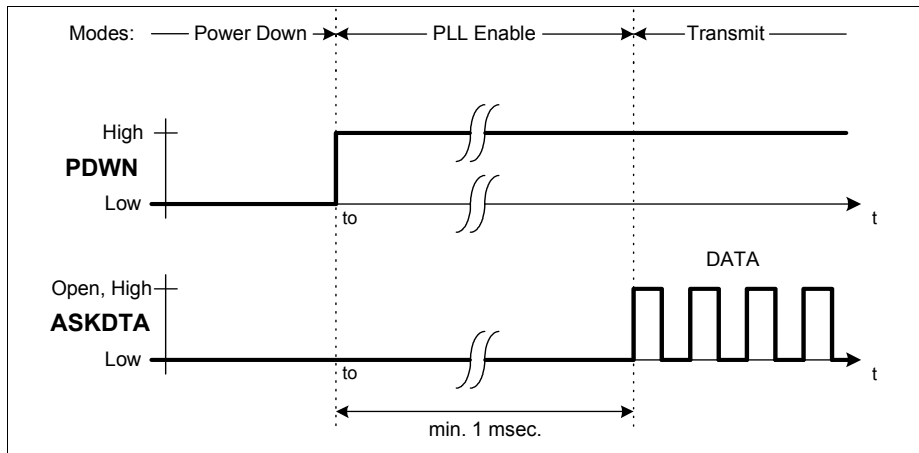 Modes: Power Down PLL Enable Transmit
High
PDWN
Low
to t
DATA
Open, High
ASKDTA
Low
to t
min. 1 msec.